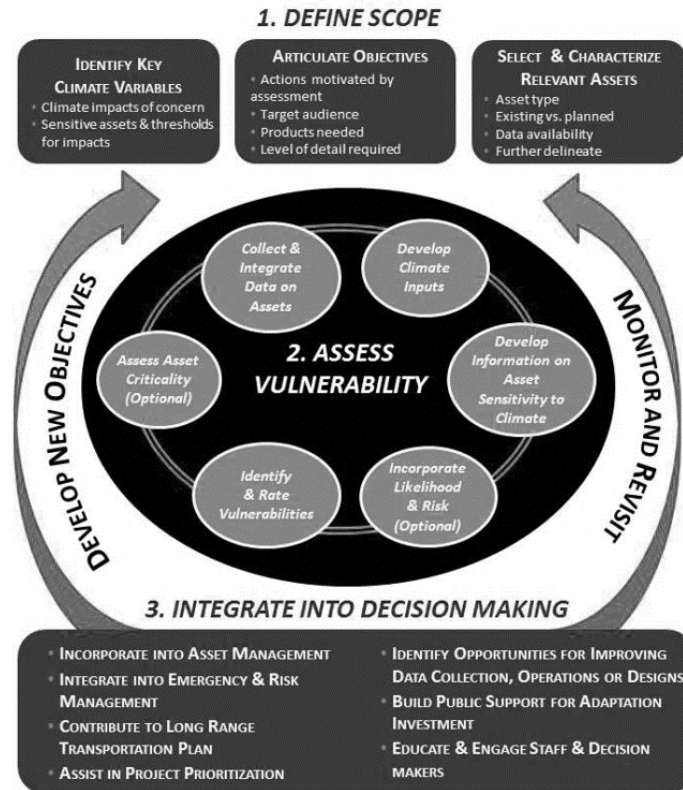 1. DEFINE SCOPE
IDENTIFY KEY
CLIMATE VARIABLES
• Climate impacts of concern
• Sensitive assets & thresholds
for impacts
ARTICULATE OBJECTIVES
• Actions motivated by
assessment
• Target audience
• Products needed
• Level of detail required
SELECT & CHARACTERIZE
RELEVANT ASSETS
• Asset type
• Existing vs. planned
• Data availability
• Further delineate
DEVELOP NEW OBJECTIVES
MONITOR AND REVISIT
2. ASSESS
VULNERABILITY
Collect &
Integrate
Data on
Assets
Develop
Climate
Inputs
Develop
Information on
Asset
Sensitivity to
Climate
Incorporate
Likelihood
& Risk
(Optional)
Identify
& Rate
Vulnerabilities
Assess Asset
Criticality
(Optional)
3. INTEGRATE INTO DECISION MAKING
• INCORPORATE INTO ASSET MANAGEMENT
• INTEGRATE INTO EMERGENCY & RISK
MANAGEMENT
• CONTRIBUTE TO LONG RANGE
TRANSPORTATION PLAN
• ASSIST IN PROJECT PRIORITIZATION
• IDENTIFY OPPORTUNITIES FOR IMPROVING
DATA COLLECTION, OPERATIONS OR DESIGNS
• BUILD PUBLIC SUPPORT FOR ADAPTATION
INVESTMENT
• EDUCATE & ENGAGE STAFF & DECISION
MAKERS